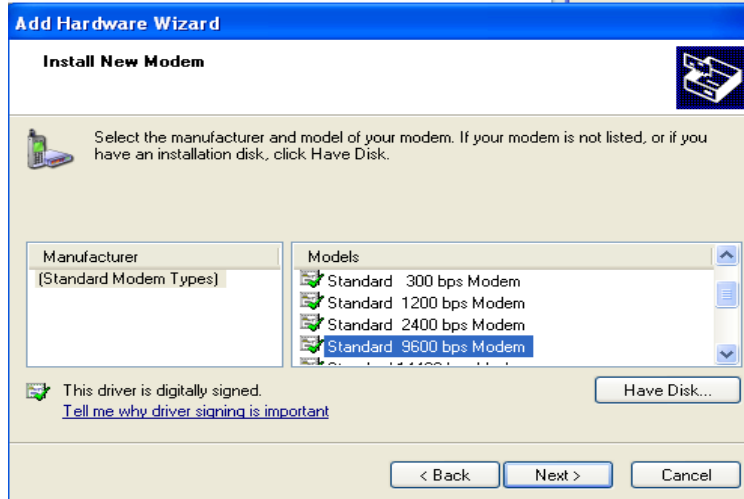 Add Hardware Wizard
Install New Modem
Select the manufacturer and model of your modem. If your modem is not listed, or if you
have an installation disk, click Have Disk.
Manufacturer
(Standard Modem Types)
Models
Standard 300 bps Modem
Standard 1200 bps Modem
Standard 2400 bps Modem
Standard 9600 bps Modem
This driver is digitally signed.
Tell me why driver signing is important
Have Disk...
< Back
Next >
Cancel